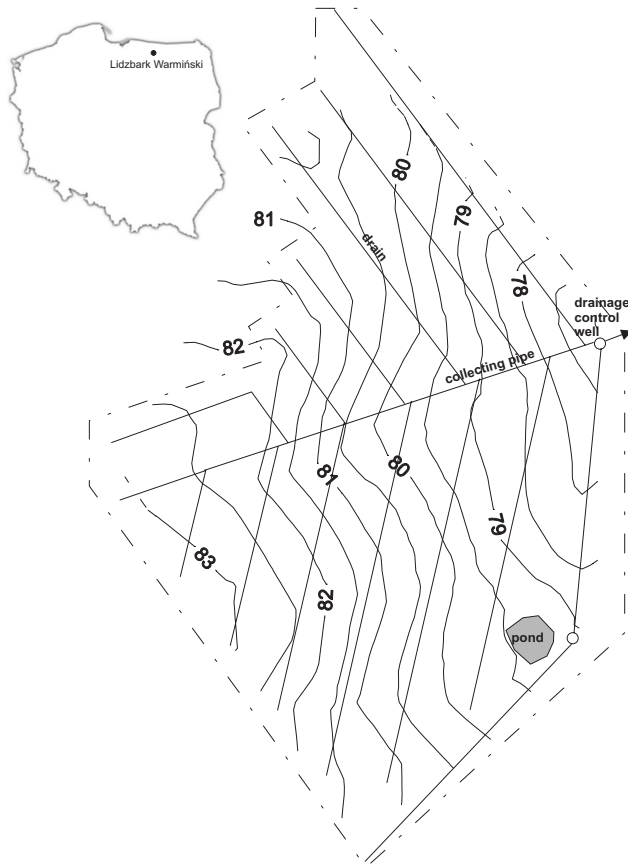 Lidzbark Warmiński
80
81
79
drain
78
drainage
control
well
82
collecting pipe
81
80
79
83
82
pond